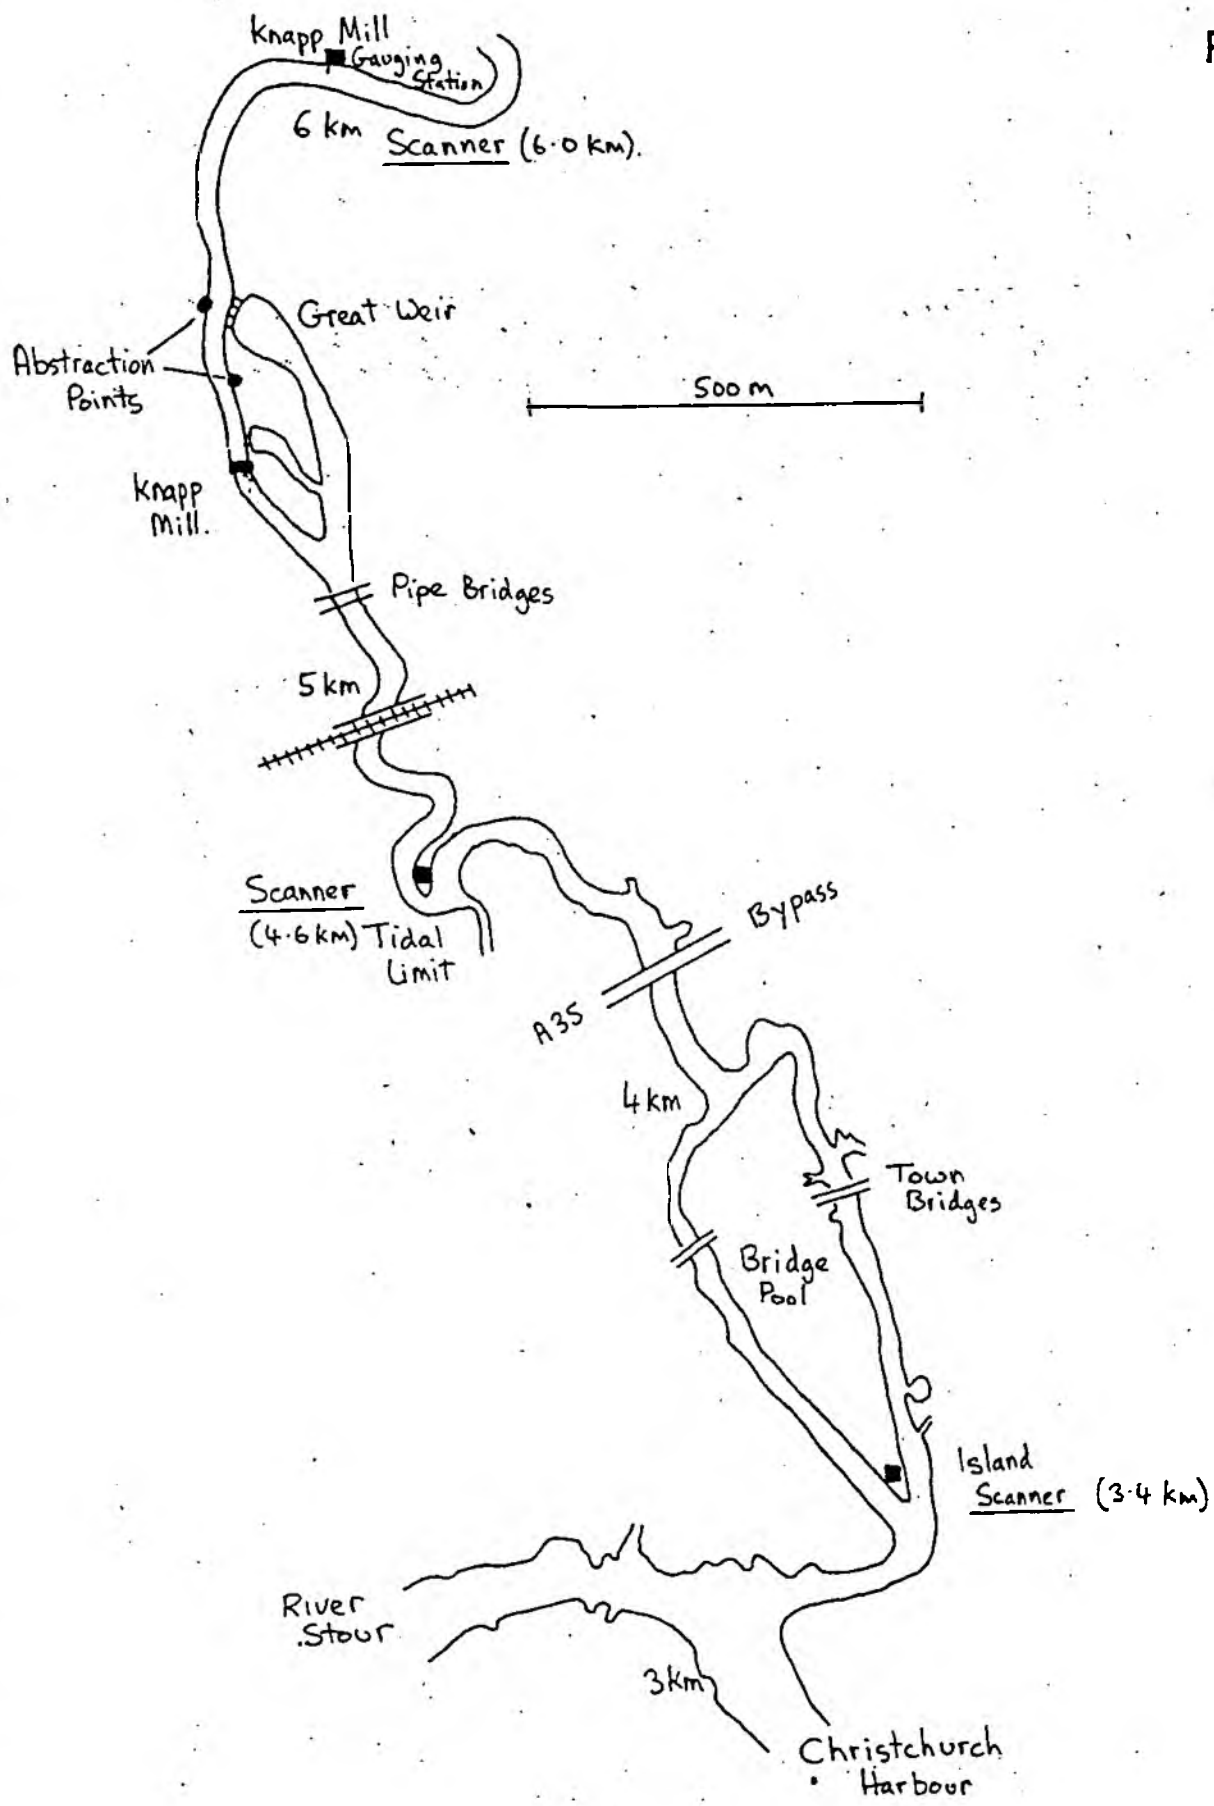 Knapp Mill
Gauging
Station
6 km
Scanner (6.0 km).
Great Weir
Abstraction
Points
500 m
Knapp
Mill.
Pipe Bridges
5 km
Scanner
(4.6 km) Tidal
Limit
Bypass
A35
4 km
Town
Bridges
Bridge
Pool
Island
Scanner (3.4 km)
River
Stour
3 km
Christchurch
Harbour